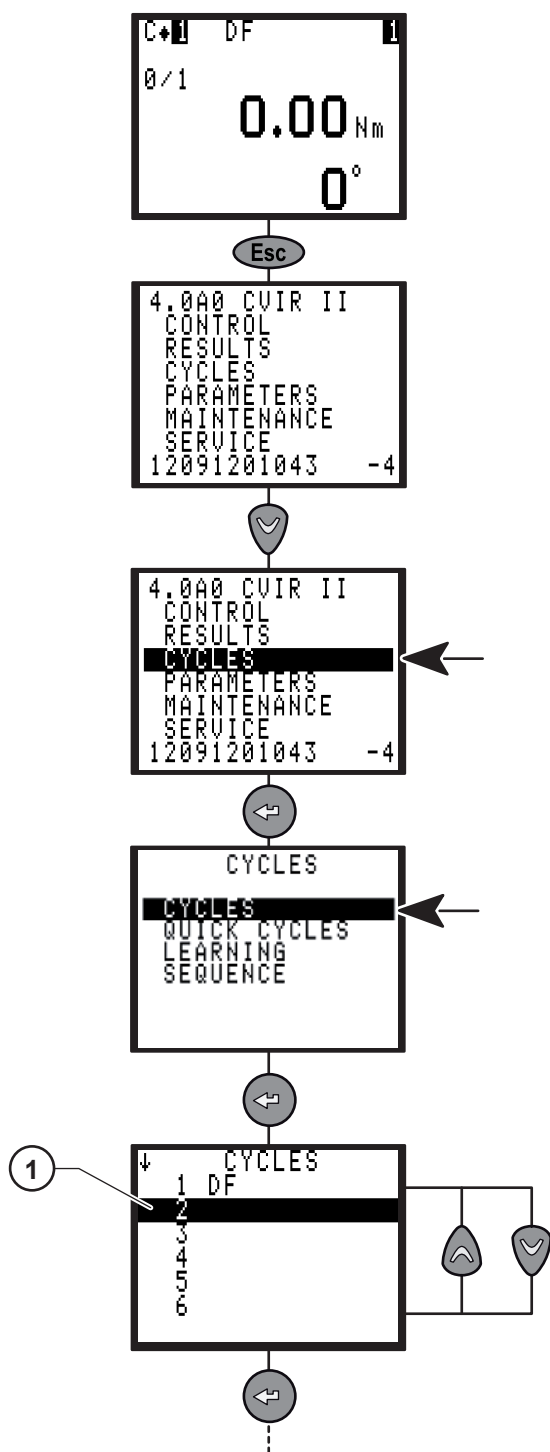 C♦1 DF 1
0/1
0.00 Nm
0°
Esc
4.0A0 CVIR II
CONTROL
RESULTS
CYCLES
PARAMETERS
MAINTENANCE
SERVICE
12091201043 -4
4.0A0 CVIR II
CONTROL
RESULTS
CYCLES
PARAMETERS
MAINTENANCE
SERVICE
12091201043 -4
CYCLES
CYCLES
QUICK CYCLES
LEARNING
SEQUENCE
1
↓ CYCLES
1 DF
2
3
4
5
6